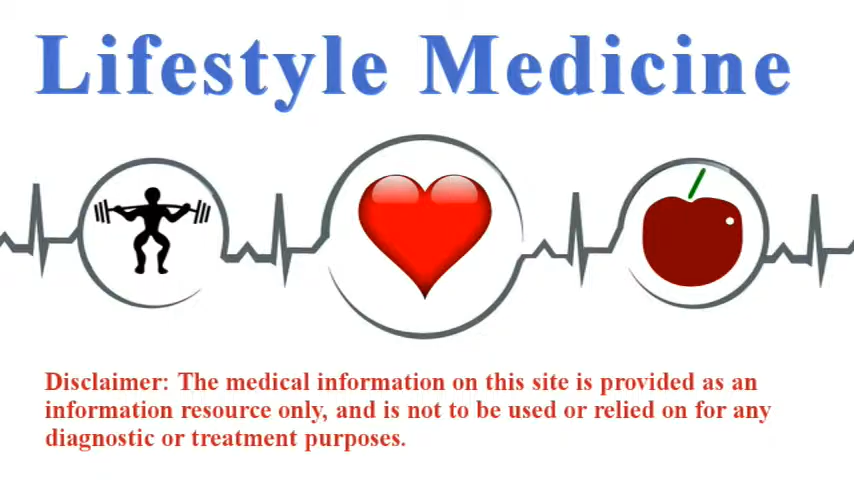 Lifestyle Medicine
Disclaimer: The medical information on this site is provided as an
information resource only, and is not to be used or relied on for any
diagnostic or treatment purposes.